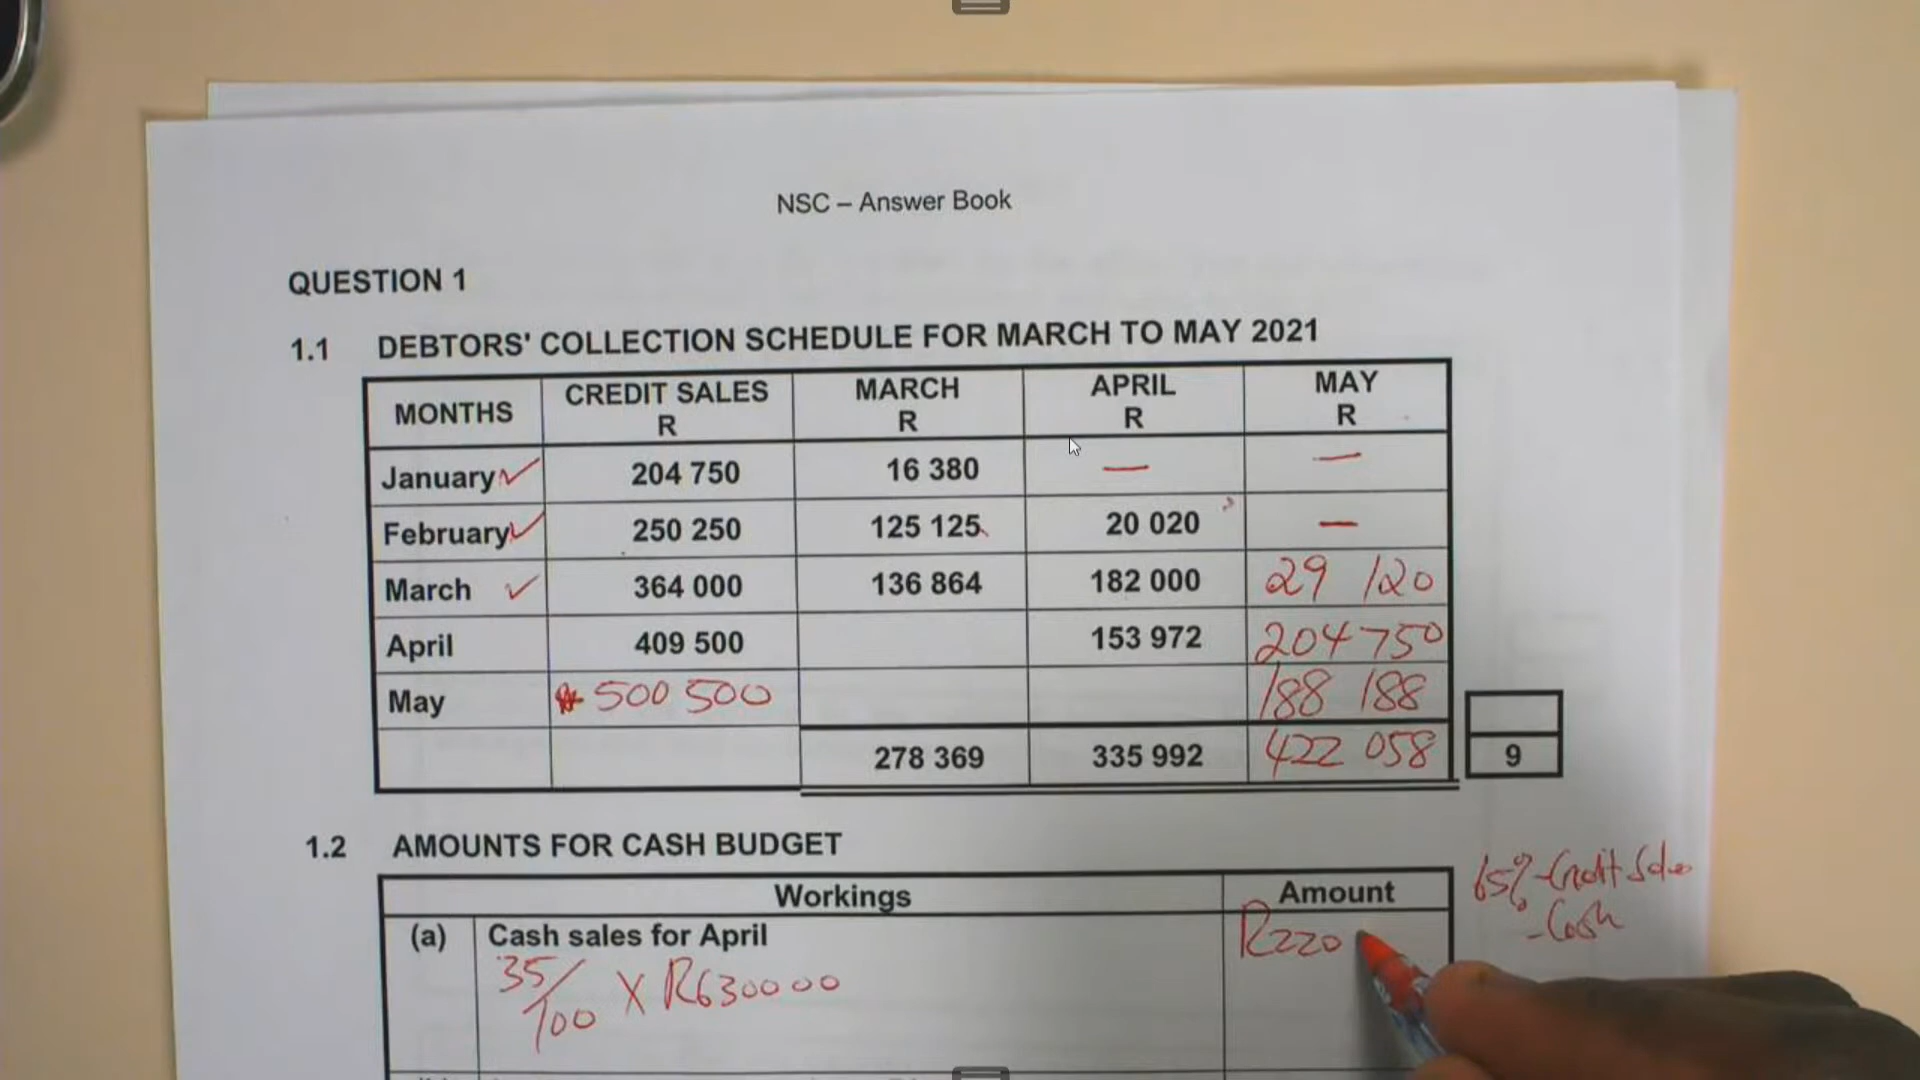 NSC – Answer Book
QUESTION 1
1.1 DEBTORS' COLLECTION SCHEDULE FOR MARCH TO MAY 2021
MONTHS CREDIT SALES R MARCH R APRIL R MAY R
January 204 750 16 380 — —
February 250 250 125 125 20 020 —
March 364 000 136 864 182 000 29 120
April 409 500 153 972 204 750
May 500 500 188 188
278 369 335 992 422 058
9
1.2 AMOUNTS FOR CASH BUDGET
65% - Credit Sales
- Cash
Workings Amount
(a) Cash sales for April R220
35/100 X R630000